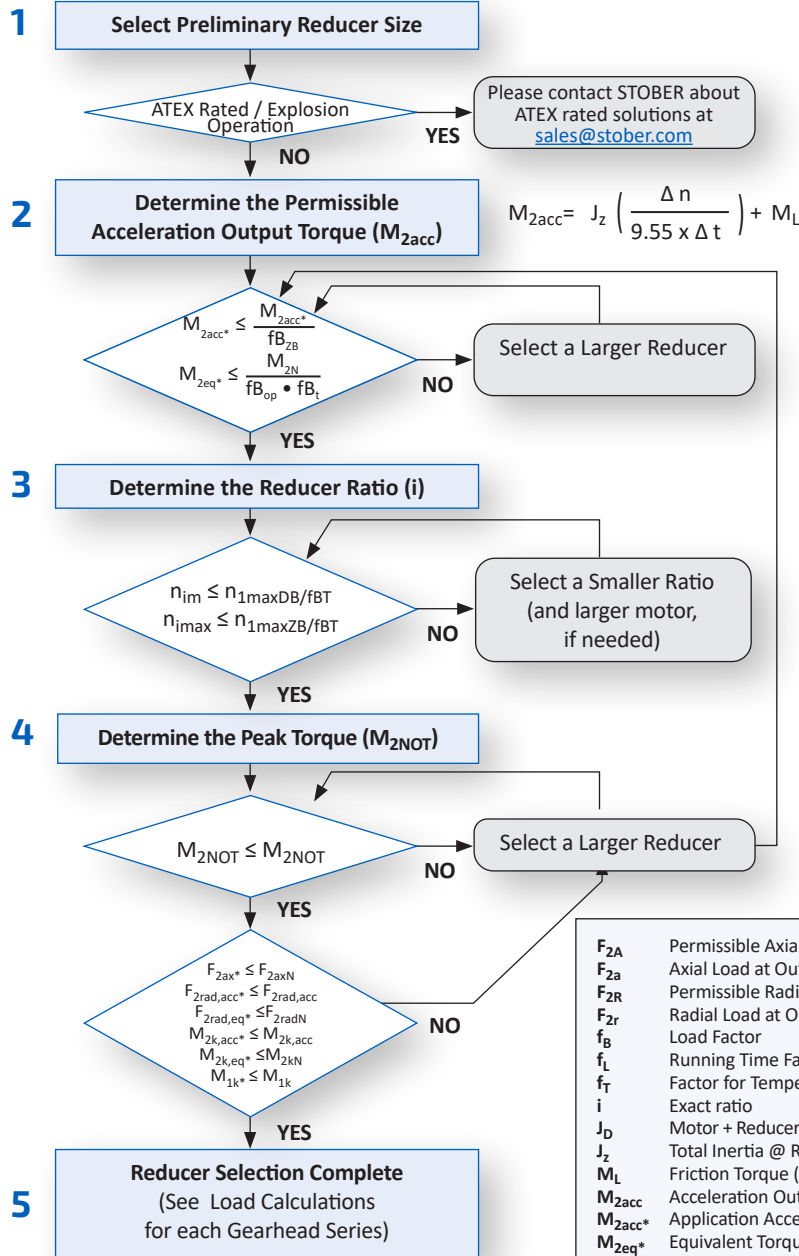 1
Select Preliminary Reducer Size
ATEX Rated / Explosion
Operation
YES
Please contact STOBER about
ATEX rated solutions at
sales@stober.com
NO
2
Determine the Permissible
Acceleration Output Torque (M2acc)
M2acc= Jz ( Δ n / 9.55 x Δ t ) + ML
M2acc* ≤ M2acc* / fBZB
M2eq* ≤ M2N / fBop • fBt
NO
Select a Larger Reducer
YES
3
Determine the Reducer Ratio (i)
nim ≤ n1maxDB/fBT
nimax ≤ n1maxZB/fBT
NO
Select a Smaller Ratio
(and larger motor,
if needed)
YES
4
Determine the Peak Torque (M2NOT)
M2NOT ≤ M2NOT
NO
Select a Larger Reducer
YES
F2ax* ≤ F2axN
F2rad,acc* ≤ F2rad,acc
F2rad,eq* ≤F2radN
M2k,acc* ≤ M2k,acc
M2k,eq* ≤M2kN
M1k* ≤ M1k
NO
YES
5
Reducer Selection Complete
(See Load Calculations
for each Gearhead Series)
F2A Permissible Axia
F2a Axial Load at Out
F2R Permissible Radi
F2r Radial Load at O
fB Load Factor
fL Running Time Fa
fT Factor for Tempe
i Exact ratio
JD Motor + Reducer
Jz Total Inertia @ R
ML Friction Torque (
M2acc Acceleration Out
M2acc* Application Acce
M2eq* Equivalent Torqu